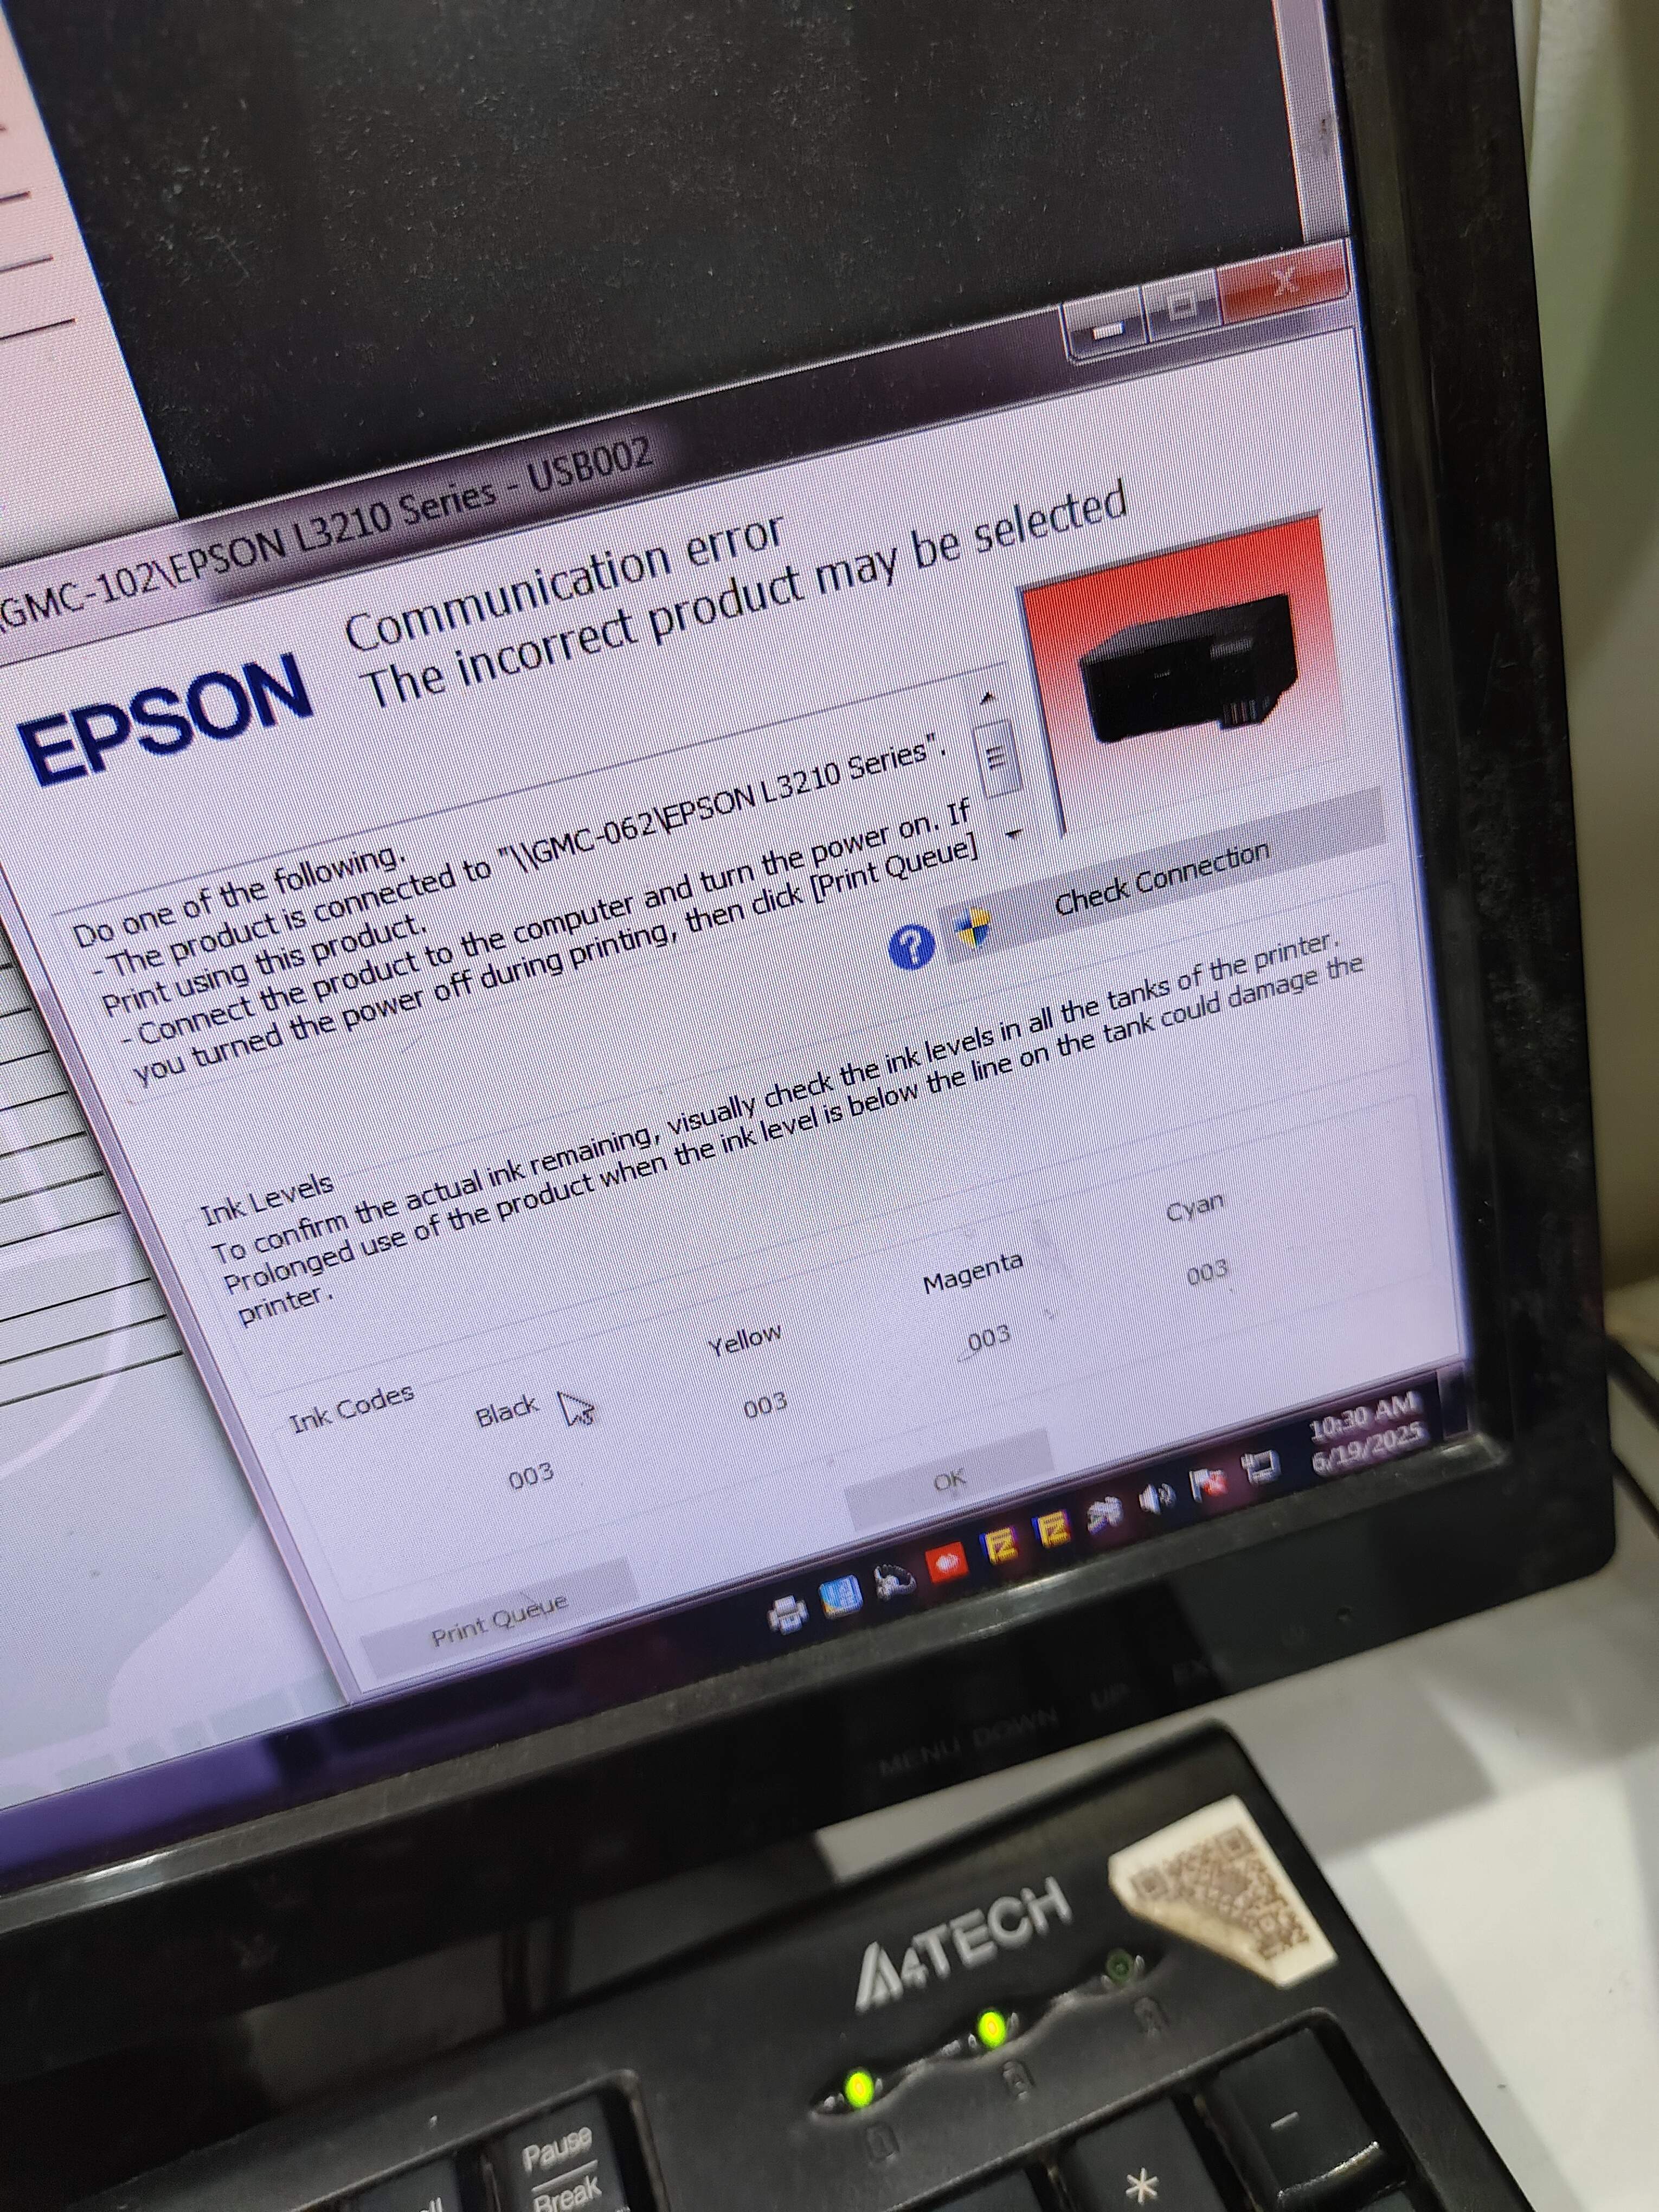 GMC-102\EPSON L3210 Series - USB002
X
EPSON
Communication error
The incorrect product may be selected
Do one of the following.
- The product is connected to "\\GMC-062\EPSON L3210 Series".
Print using this product.
- Connect the product to the computer and turn the power on. If
you turned the power off during printing, then click [Print Queue]
?
Check Connection
Ink Levels
To confirm the actual ink remaining, visually check the ink levels in all the tanks of the printer.
Prolonged use of the product when the ink level is below the line on the tank could damage the
printer.
Ink Codes
Black
Yellow
Magenta
Cyan
003
003
003
003
Print Queue
OK
10:30 AM
6/19/2025
MENU DOWN UP
A4TECH
Pause
Break
*
-